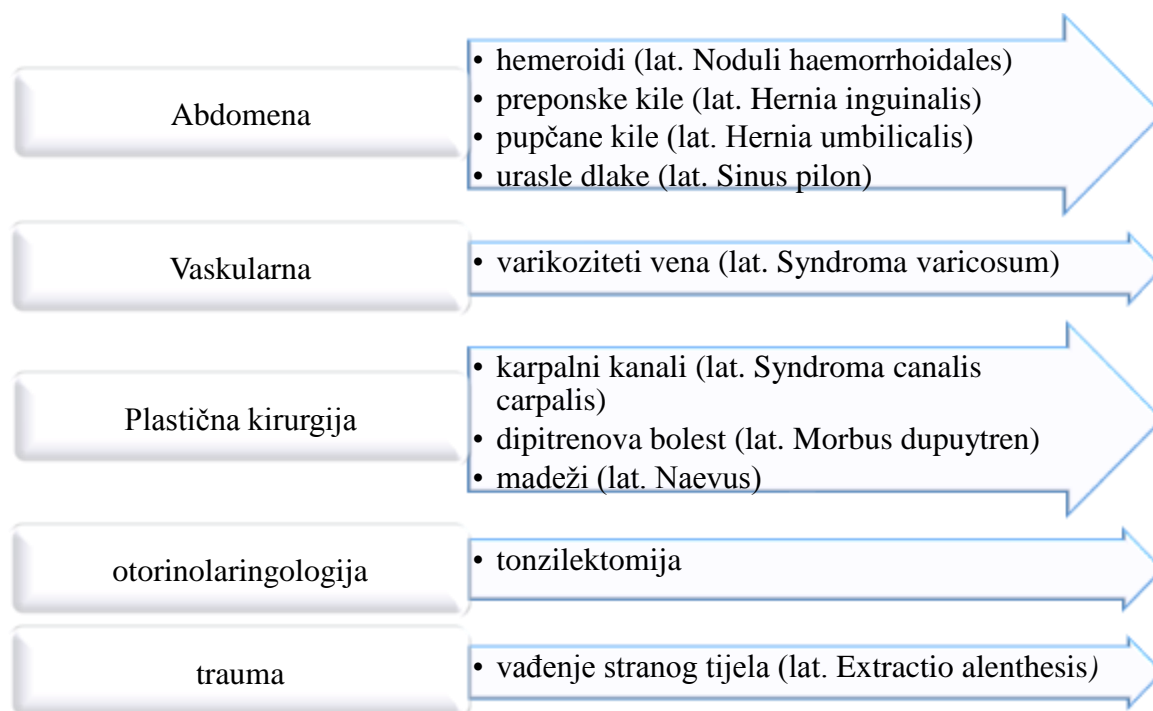 Abdomena
• hemeroidi (lat. Noduli haemorrhoidales)
• preponske kile (lat. Hernia inguinalis)
• pupčane kile (lat. Hernia umbilicalis)
• urasle dlake (lat. Sinus pilon)
Vaskularna
• varikoziteti vena (lat. Syndroma varicosum)
Plastična kirurgija
• karpalni kanali (lat. Syndroma canalis
carpalis)
• dipitrenova bolest (lat. Morbus dupuytren)
• madeži (lat. Naevus)
otorinolaringologija
• tonzilektomija
trauma
• vađenje stranog tijela (lat. Extractio alenthesis)